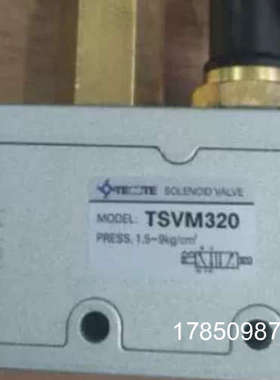 SOLENOID VALVE
MODEL: TSVM320
PRESS. 1.5~9kg/cm²
17850987